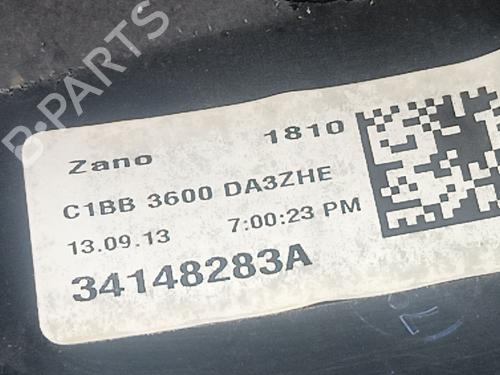 B-PARTS
Zano 1810
C1BB 3600 DA3ZHE
13.09.13 7:00:23 PM
34148283A